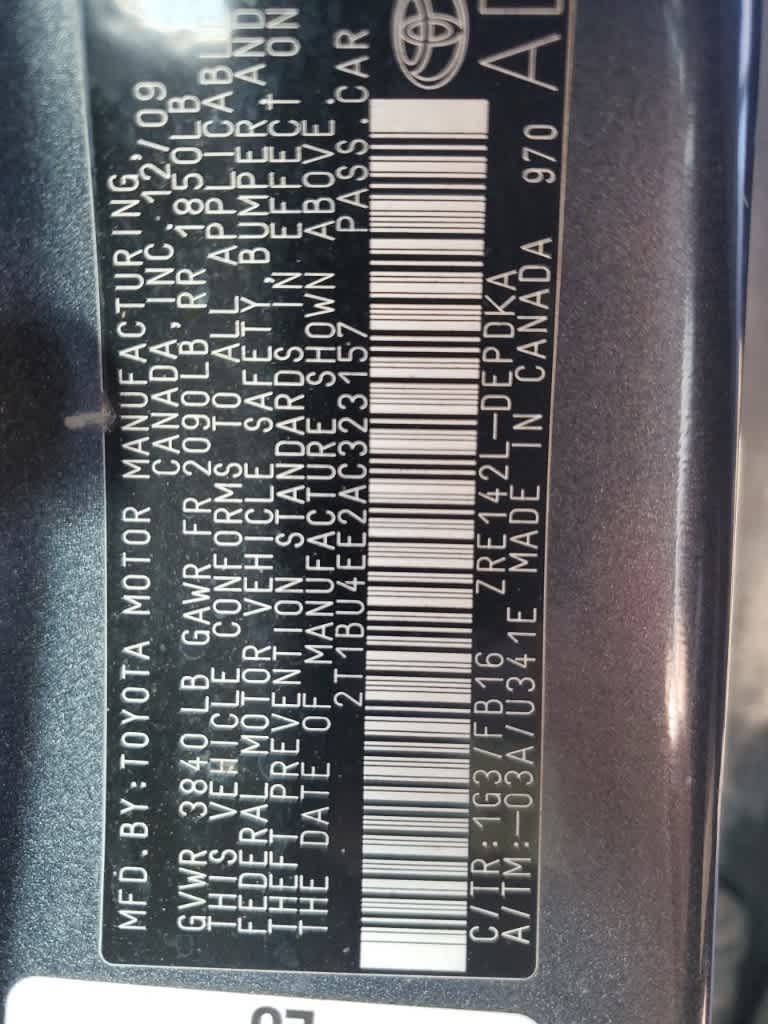 MFD.BY:TOYOTA MOTOR MANUFACTURING,
CANADA, INC. 12/09
GVWR 3840LB GAWR FR 2090LB, RR 1850LB
THIS VEHICLE CONFORMS TO ALL APPLICABLE
FEDERAL MOTOR VEHICLE SAFETY, BUMPER, AND
THEFT PREVENTION STANDARDS IN EFFECT ON
THE DATE OF MANUFACTURE SHOWN ABOVE.
2T1BU4EE2AC323157 PASS.CAR
C/TR:1G3/FB16 ZRE142L-DEPDKA
A/TM:-03A/U341E MADE IN CANADA 970